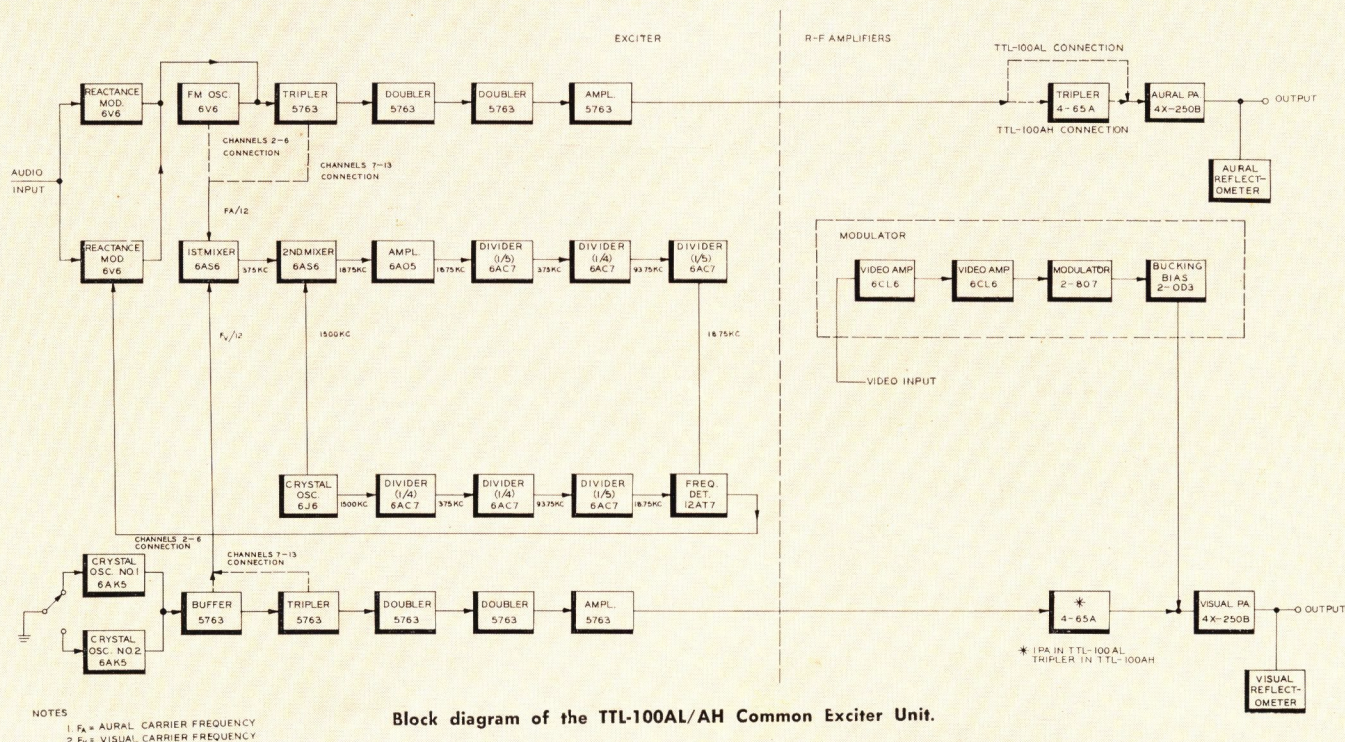 EXCITER
R-F AMPLIFIERS
TTL-100AL CONNECTION
REACTANCE
MOD.
6V6
FM OSC.
6V6
TRIPLER
5763
DOUBLER
5763
DOUBLER
5763
AMPL.
5763
TRIPLER
4-65A
AURAL PA
4X-250B
OUTPUT
TTL-100AH CONNECTION
CHANNELS 2-6
CONNECTION
CHANNELS 7-13
CONNECTION
AUDIO
INPUT
AURAL
REFLECT-
OMETER
FA/12
REACTANCE
MOD
6V6
1ST MIXER
6AS6
375KC
2ND MIXER
6AS6
1875KC
AMPL.
6AO5
1875KC
DIVIDER
(1/5)
6AC7
375KC
DIVIDER
(1/4)
6AC7
93.75KC
DIVIDER
(1/5)
6AC7
MODULATOR
VIDEO AMP
6CL6
VIDEO AMP
6CL6
MODULATOR
2-807
BUCKING
BIAS
2-OD3
FV/12
1500KC
18.75KC
VIDEO INPUT
CRYSTAL
OSC.
6J6
1500KC
DIVIDER
(1/4)
6AC7
375KC
DIVIDER
(1/4)
6AC7
93.75KC
DIVIDER
(1/5)
6AC7
18.75KC
FREQ.
DET.
12AT7
CHANNELS 2-6
CONNECTION
CHANNELS 7-13
CONNECTION
CRYSTAL
OSC. NO.1
6AK5
CRYSTAL
OSC. NO.2
6AK5
BUFFER
5763
TRIPLER
5763
DOUBLER
5763
DOUBLER
5763
AMPL.
5763
*
4-65A
VISUAL PA
4X-250B
OUTPUT
* IPA IN TTL-100AL
TRIPLER IN TTL-100AH
VISUAL
REFLECT-
OMETER
NOTES
1. FA = AURAL CARRIER FREQUENCY
2. FV = VISUAL CARRIER FREQUENCY
Block diagram of the TTL-100AL/AH Common Exciter Unit.